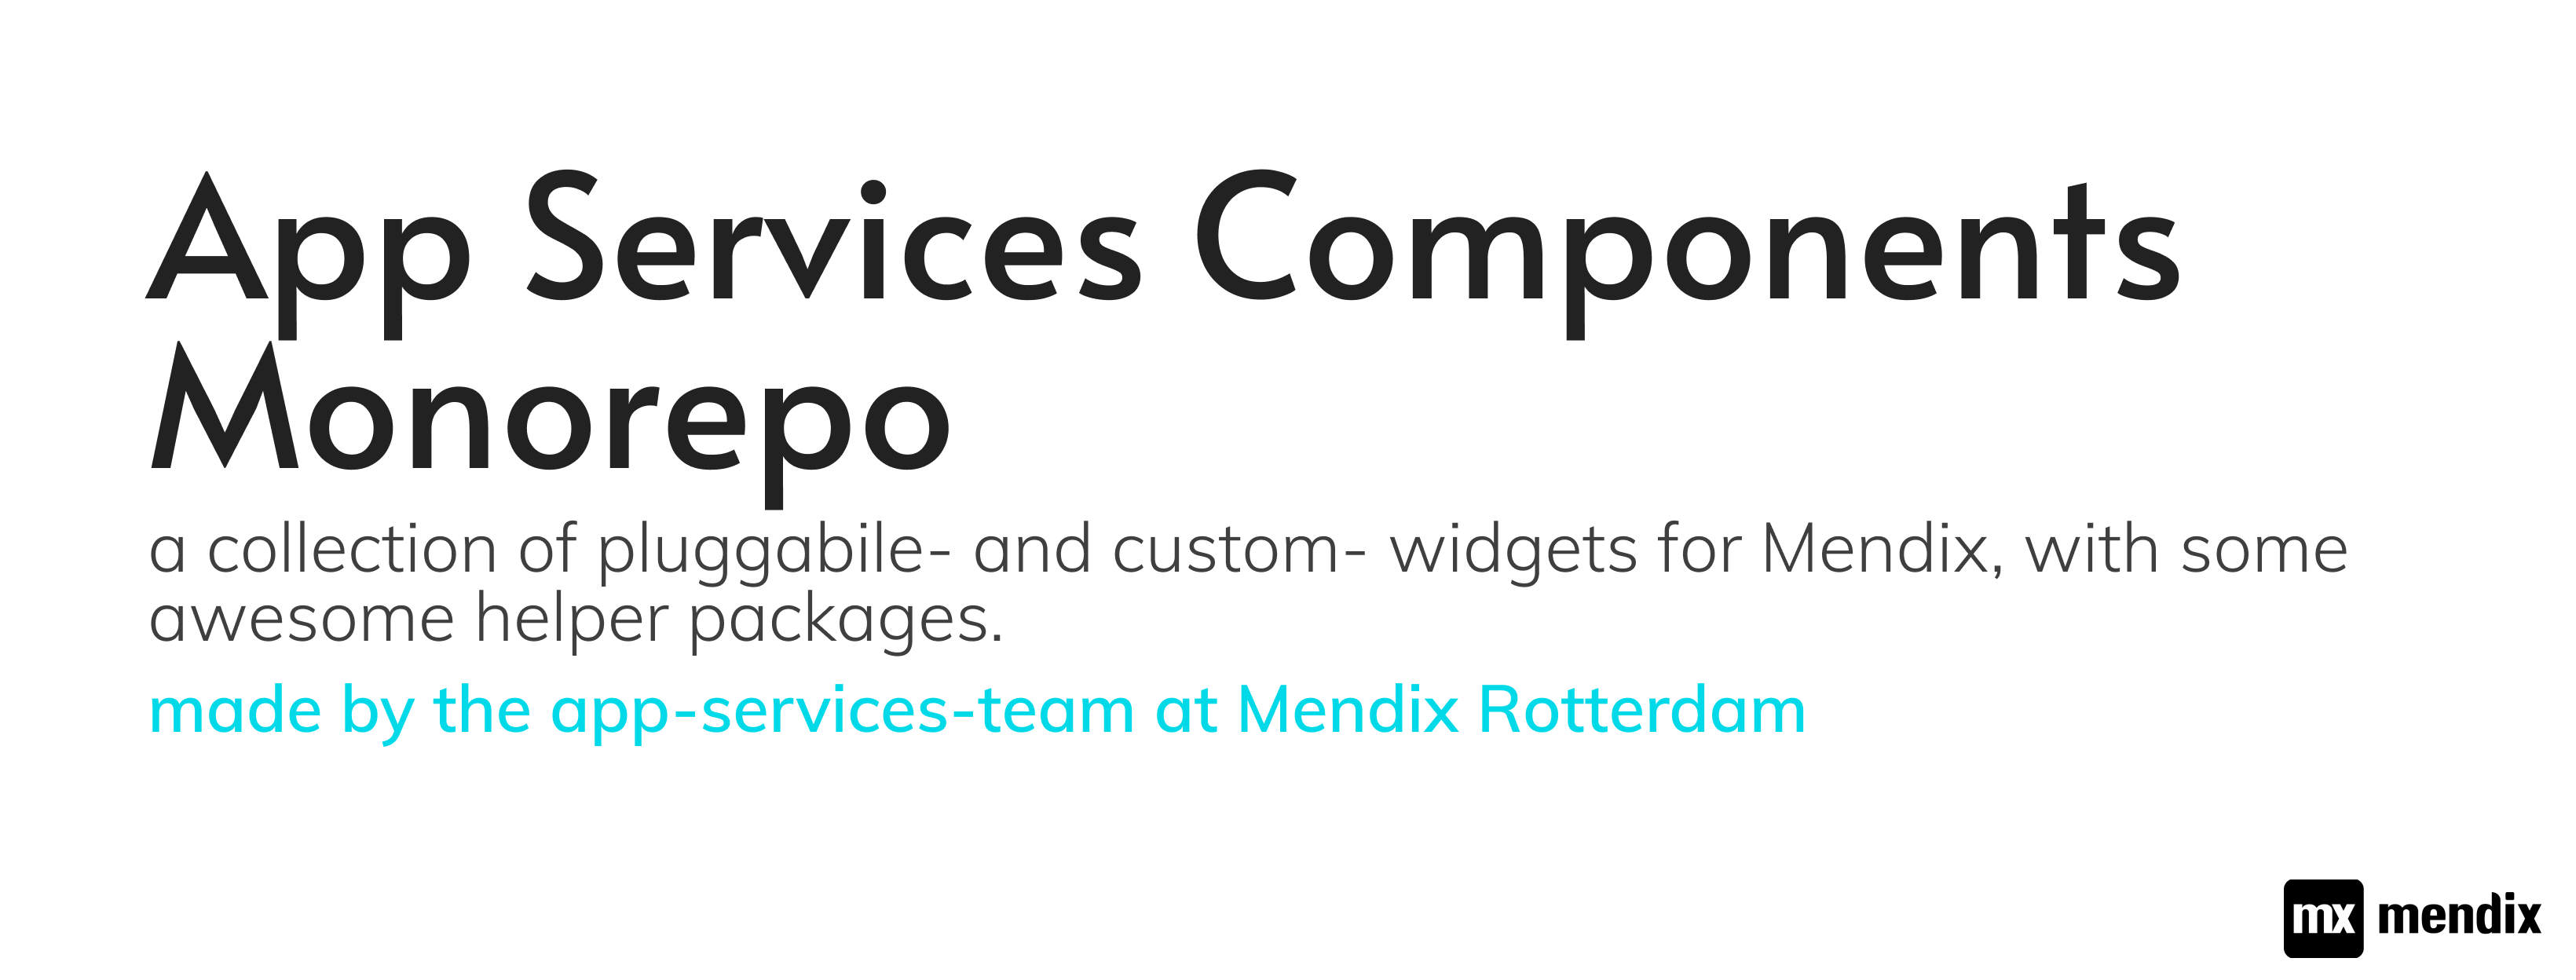 App Services Components
Monorepo
a collection of pluggabile- and custom- widgets for Mendix, with some
awesome helper packages.
made by the app-services-team at Mendix Rotterdam
mx mendix